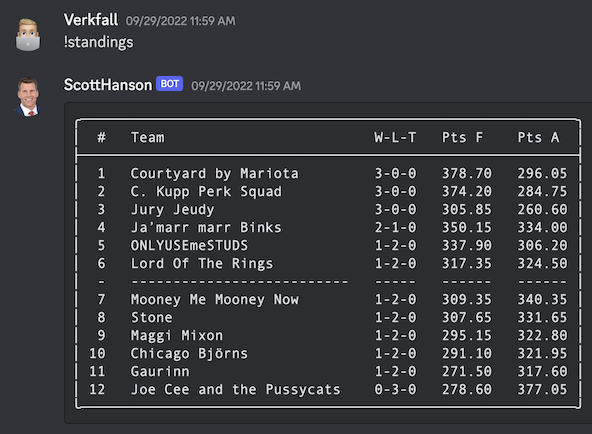 Verkfall 09/29/2022 11:59 AM
!standings
ScottHanson BOT 09/29/2022 11:59 AM
# Team W-L-T Pts F Pts A
1 Courtyard by Mariota 3-0-0 378.70 296.05
2 C. Kupp Perk Squad 3-0-0 374.20 284.75
3 Jury Jeudy 3-0-0 305.85 260.60
4 Ja'marr marr Binks 2-1-0 350.15 334.00
5 ONLYUSEmeSTUDS 1-2-0 337.90 306.20
6 Lord Of The Rings 1-2-0 317.35 324.50
- -------------------------- ----- ------ ------
7 Mooney Me Mooney Now 1-2-0 309.35 340.35
8 Stone 1-2-0 307.65 331.65
9 Maggi Mixon 1-2-0 295.15 322.80
10 Chicago Björns 1-2-0 291.10 321.95
11 Gaurinn 1-2-0 271.50 317.60
12 Joe Cee and the Pussycats 0-3-0 278.60 377.05